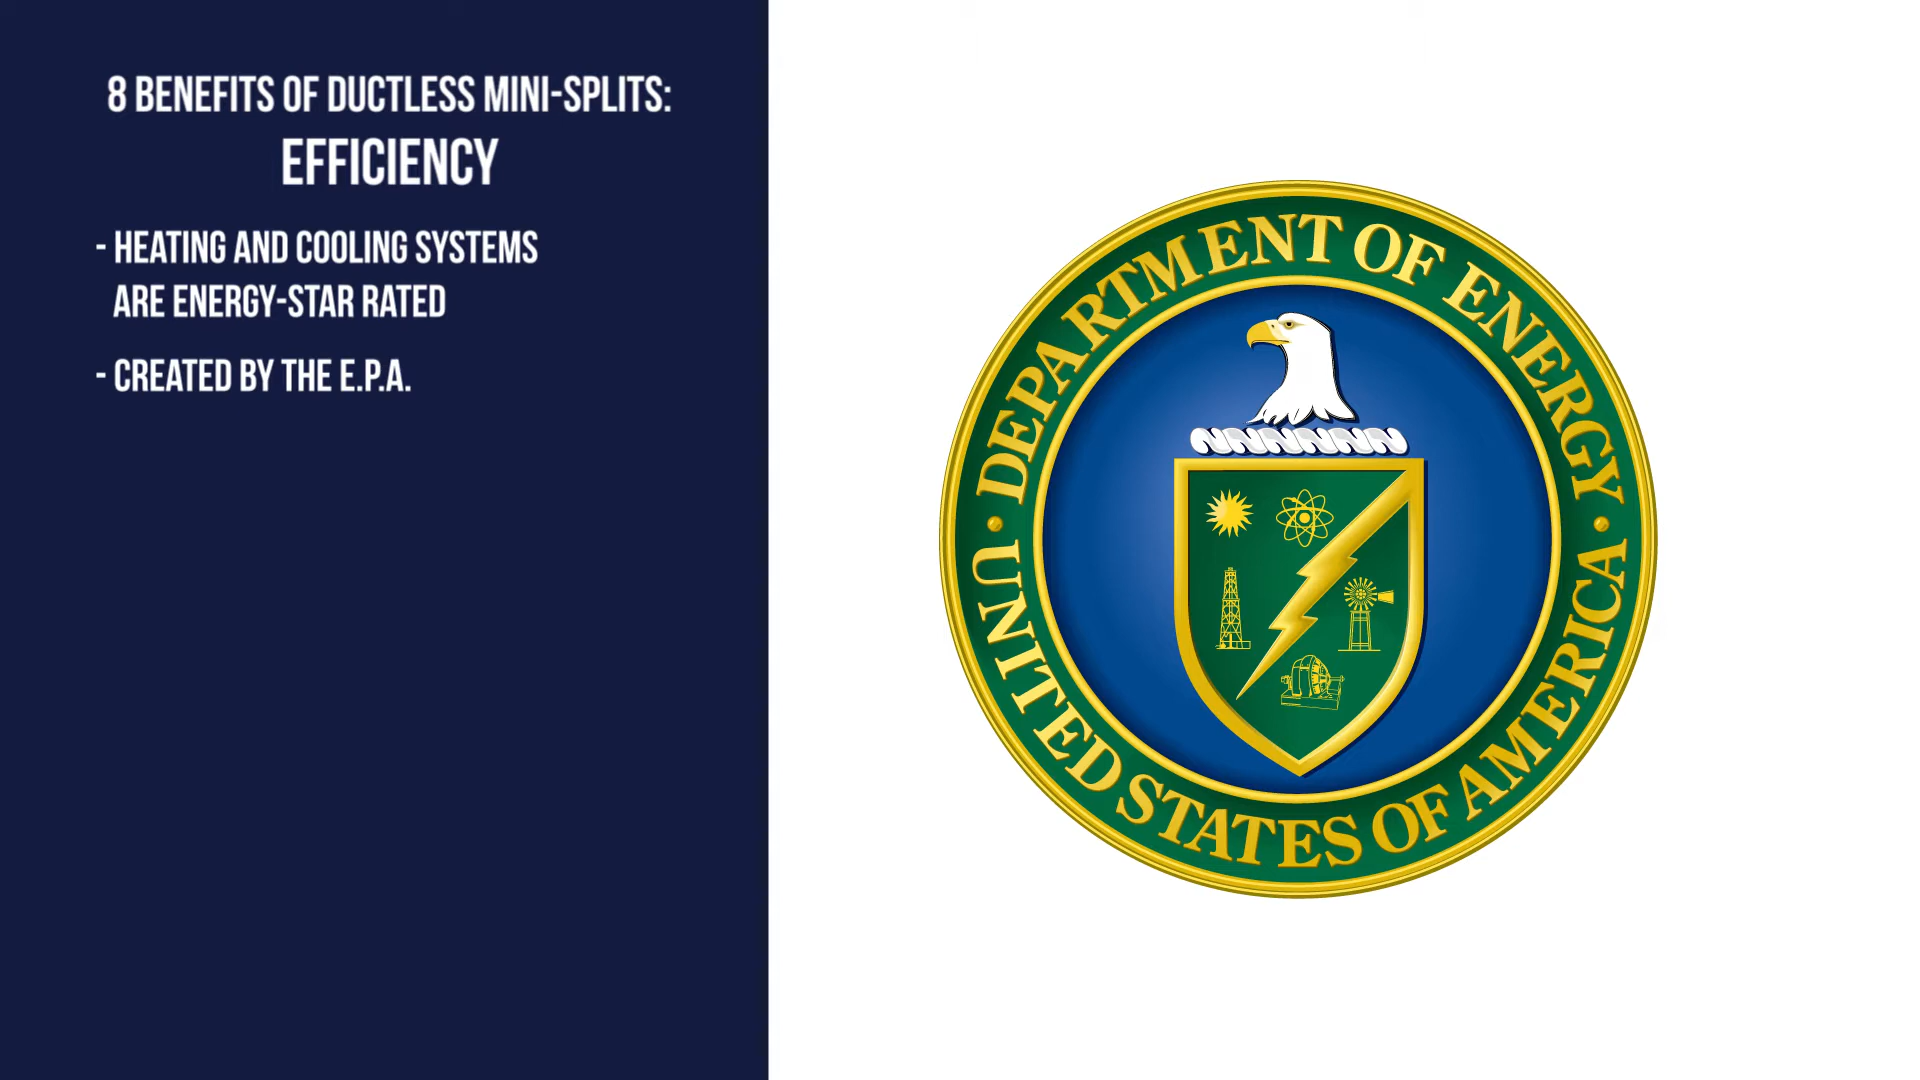 8 BENEFITS OF DUCTLESS MINI-SPLITS:
EFFICIENCY
- HEATING AND COOLING SYSTEMS
ARE ENERGY-STAR RATED
- CREATED BY THE E.P.A.
DEPARTMENT OF ENERGY
UNITED STATES OF AMERICA